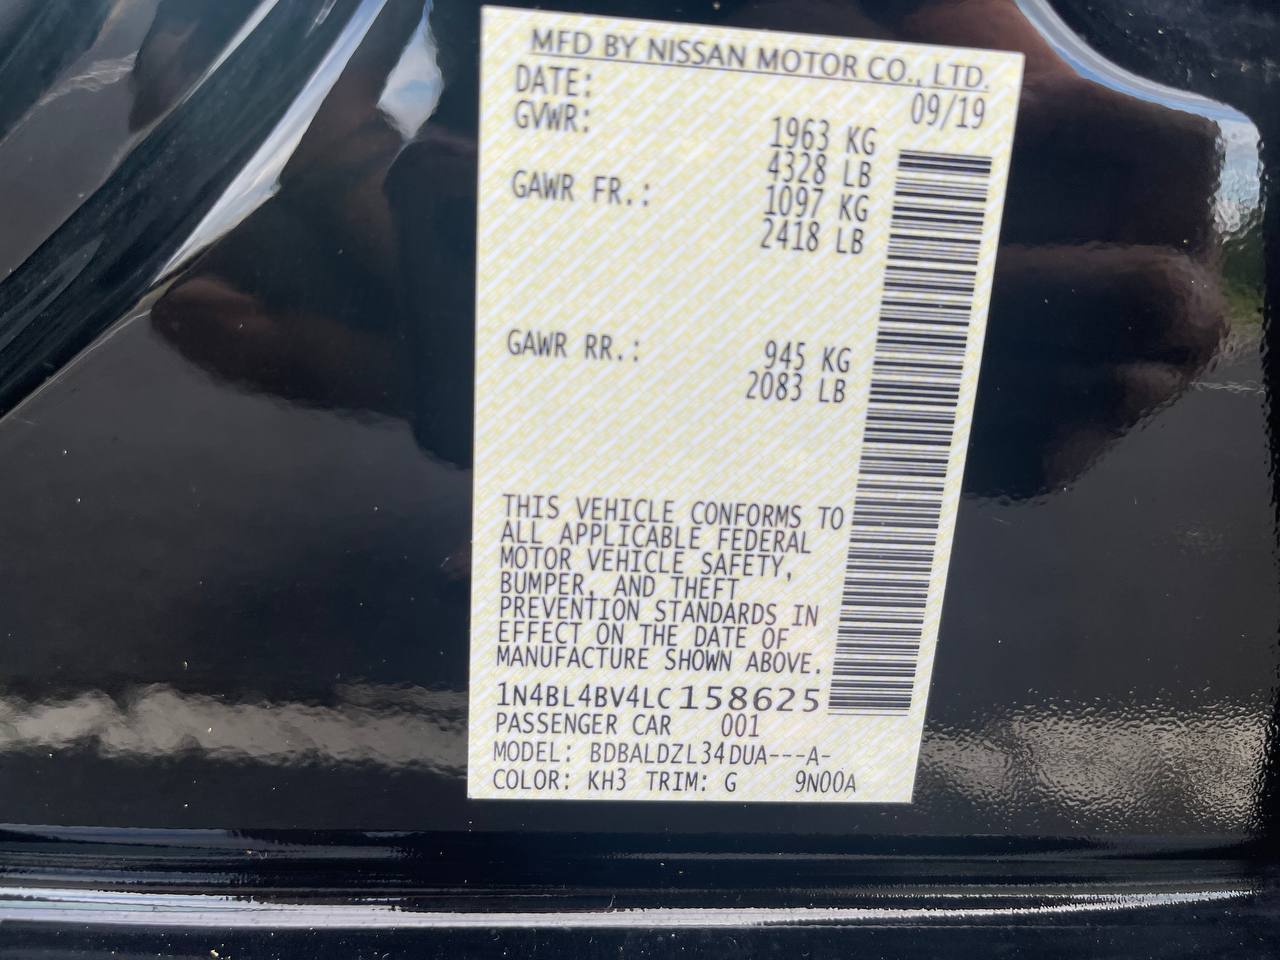 MFD BY NISSAN MOTOR CO., LTD.
DATE: 09/19
GVWR: 1963 KG
4328 LB
GAWR FR.: 1097 KG
2418 LB
GAWR RR.: 945 KG
2083 LB
THIS VEHICLE CONFORMS TO
ALL APPLICABLE FEDERAL
MOTOR VEHICLE SAFETY,
BUMPER, AND THEFT
PREVENTION STANDARDS IN
EFFECT ON THE DATE OF
MANUFACTURE SHOWN ABOVE.
1N4BL4BV4LC158625
PASSENGER CAR 001
MODEL: BDBALDZL34DUA---A-
COLOR: KH3 TRIM: G 9N00A